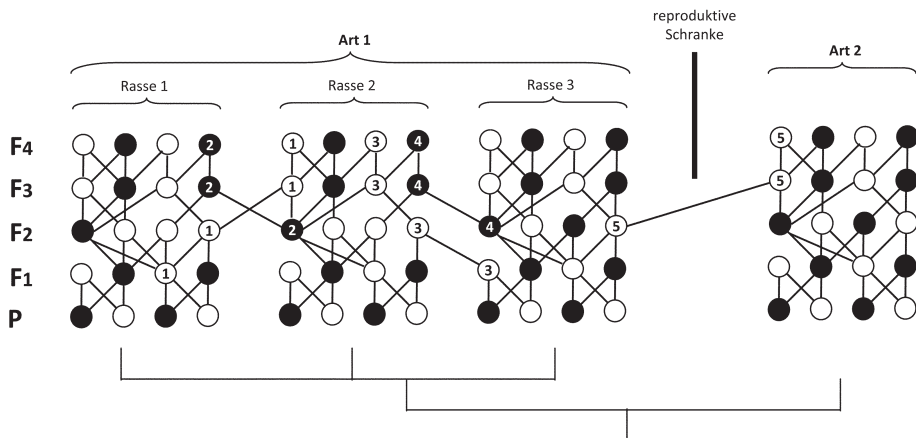 reproduktive
Schranke
Art 1
Art 2
Rasse 1
Rasse 2
Rasse 3
F4 2 1 3 4 5
F3 2 1 3 4 5
F2 1 2 3 4 5
F1 1 3
P